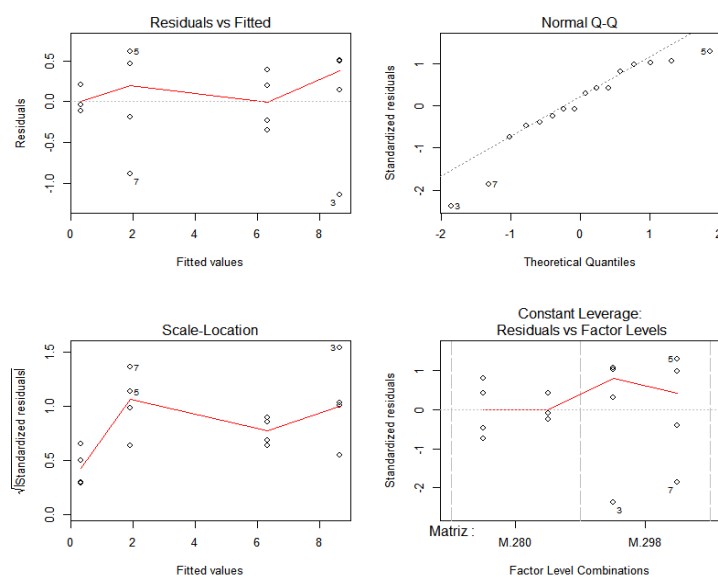 Residuals vs Fitted
Residuals
0.5
0.0
-0.5
-1.0
5
7
3
0 2 4 6 8
Fitted values
Normal Q-Q
Standardized residuals
1
0
-1
-2
5
7
3
-2 -1 0 1 2
Theoretical Quantiles
Scale-Location
√|Standardized residuals|
1.5
1.0
0.5
0.0
3
7
5
0 2 4 6 8
Fitted values
Constant Leverage:
Residuals vs Factor Levels
Standardized residuals
1
0
-1
-2
5
7
3
Matriz :
M.280 M.298
Factor Level Combinations